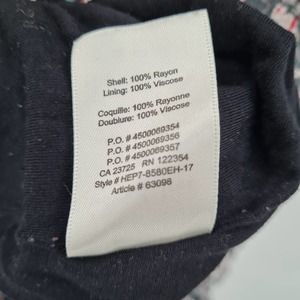 Shell: 100% Rayon
Lining: 100% Viscose
Coquille: 100% Rayonne
Doublure: 100% Viscose
P.O. # 4500069354
P.O. # 4500069356
P.O. # 4500069357
CA 23725 RN 122354
Style # HEP7-8580EH-17
Article # 63098